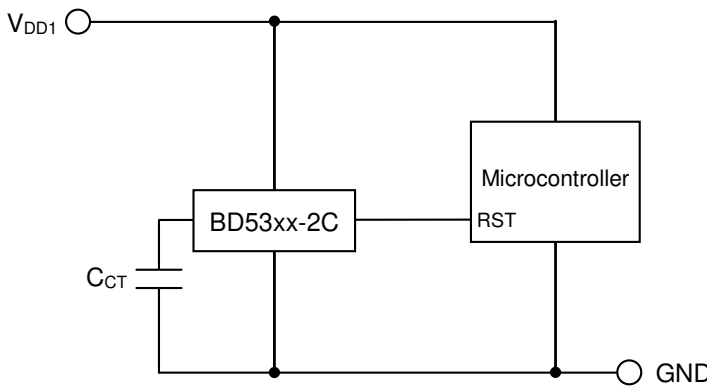 VDD1
Microcontroller
BD53xx-2C
RST
CCT
GND